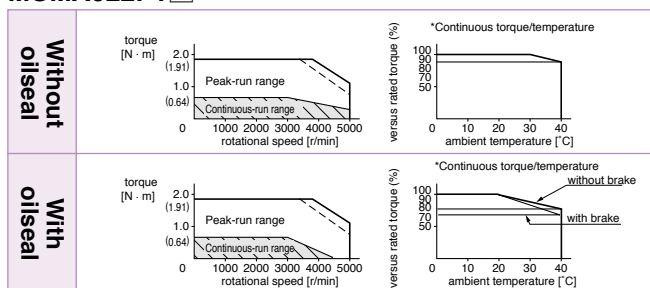 Without
oilseal
torque
[N · m]
2.0
(1.91)
1.0
(0.64)
0
Peak-run range
Continuous-run range
1000 2000 3000 4000 5000
rotational speed [r/min]
*Continuous torque/temperature
versus rated torque (%)
100
90
80
70
50
0 10 20 30 40
ambient temperature [˚C]
With
oilseal
torque
[N · m]
2.0
(1.91)
1.0
(0.64)
0
Peak-run range
Continuous-run range
1000 2000 3000 4000 5000
rotational speed [r/min]
*Continuous torque/temperature
without brake
with brake
versus rated torque (%)
100
90
80
70
50
0 10 20 30 40
ambient temperature [˚C]